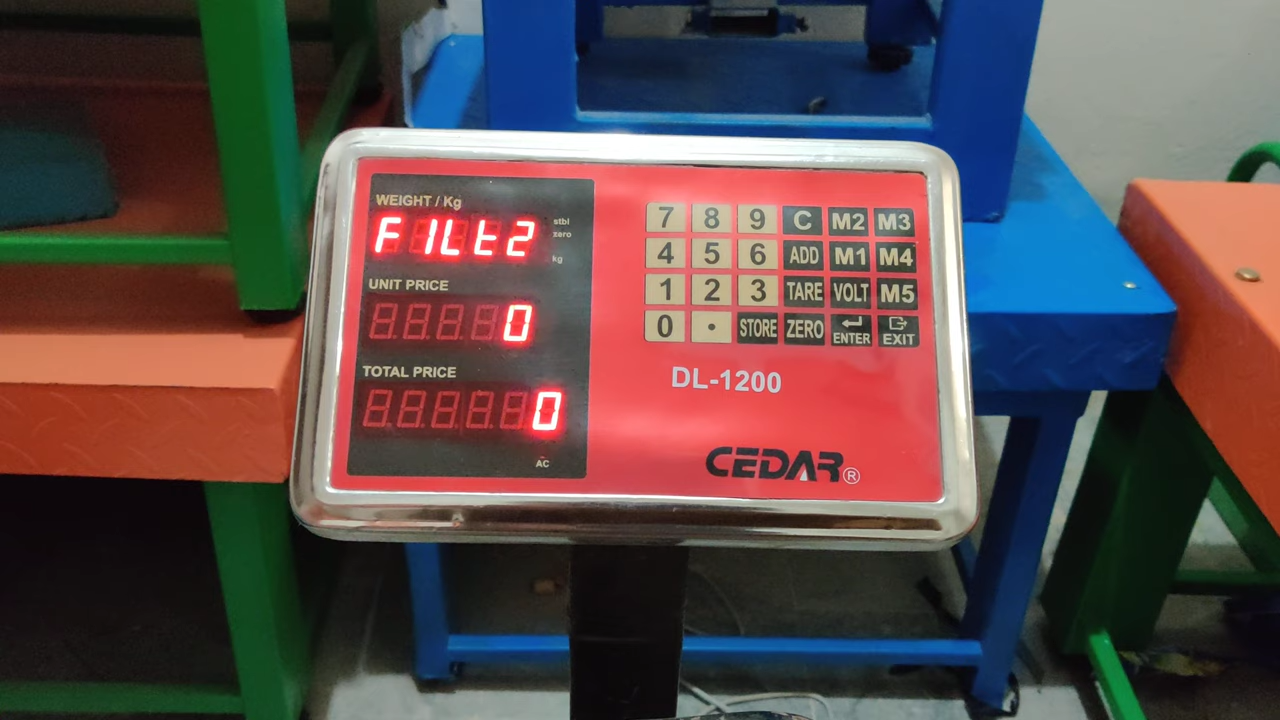 WEIGHT / Kg
FILt2
stbl
zero
kg
UNIT PRICE
0
TOTAL PRICE
0
AC
7 8 9 C M2 M3
4 5 6 ADD M1 M4
1 2 3 TARE VOLT M5
0 . STORE ZERO ENTER EXIT
DL-1200
CEDAR®